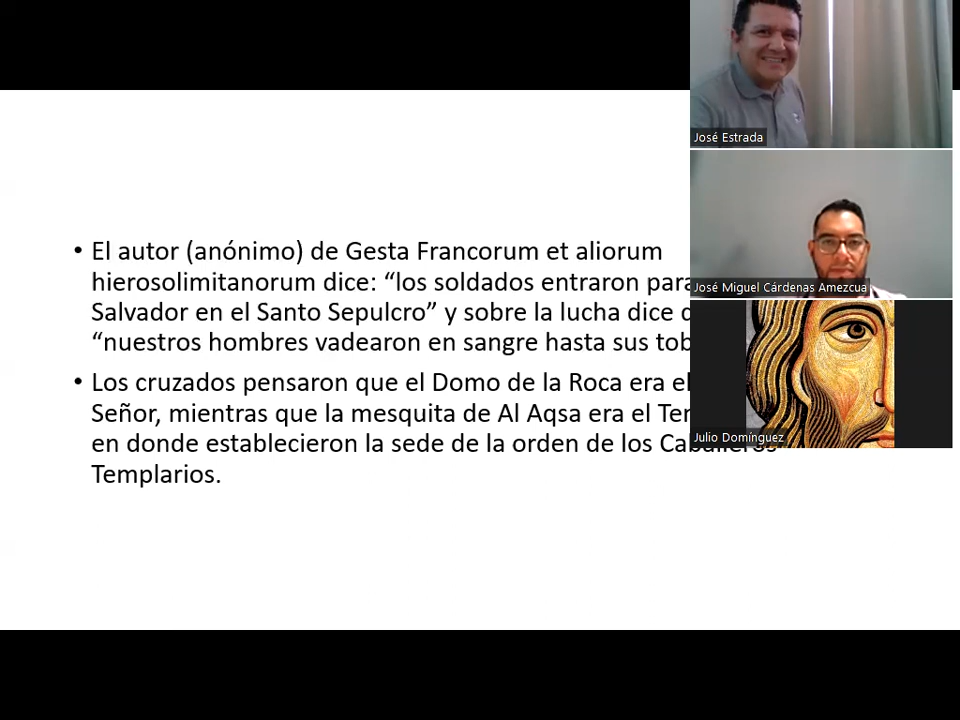 • El autor (anónimo) de Gesta Francorum et aliorum
hierosolimitanorum dice: “los soldados entraron para
Salvador en el Santo Sepulcro” y sobre la lucha dice
“nuestros hombres vadearon en sangre hasta sus
• Los cruzados pensaron que el Domo de la Roca era el
Señor, mientras que la mesquita de Al Aqsa era el
en donde establecieron la sede de la orden de los Caballeros
Templarios.
José Estrada
José Miguel Cárdenas Amezcua
Julio Domínguez